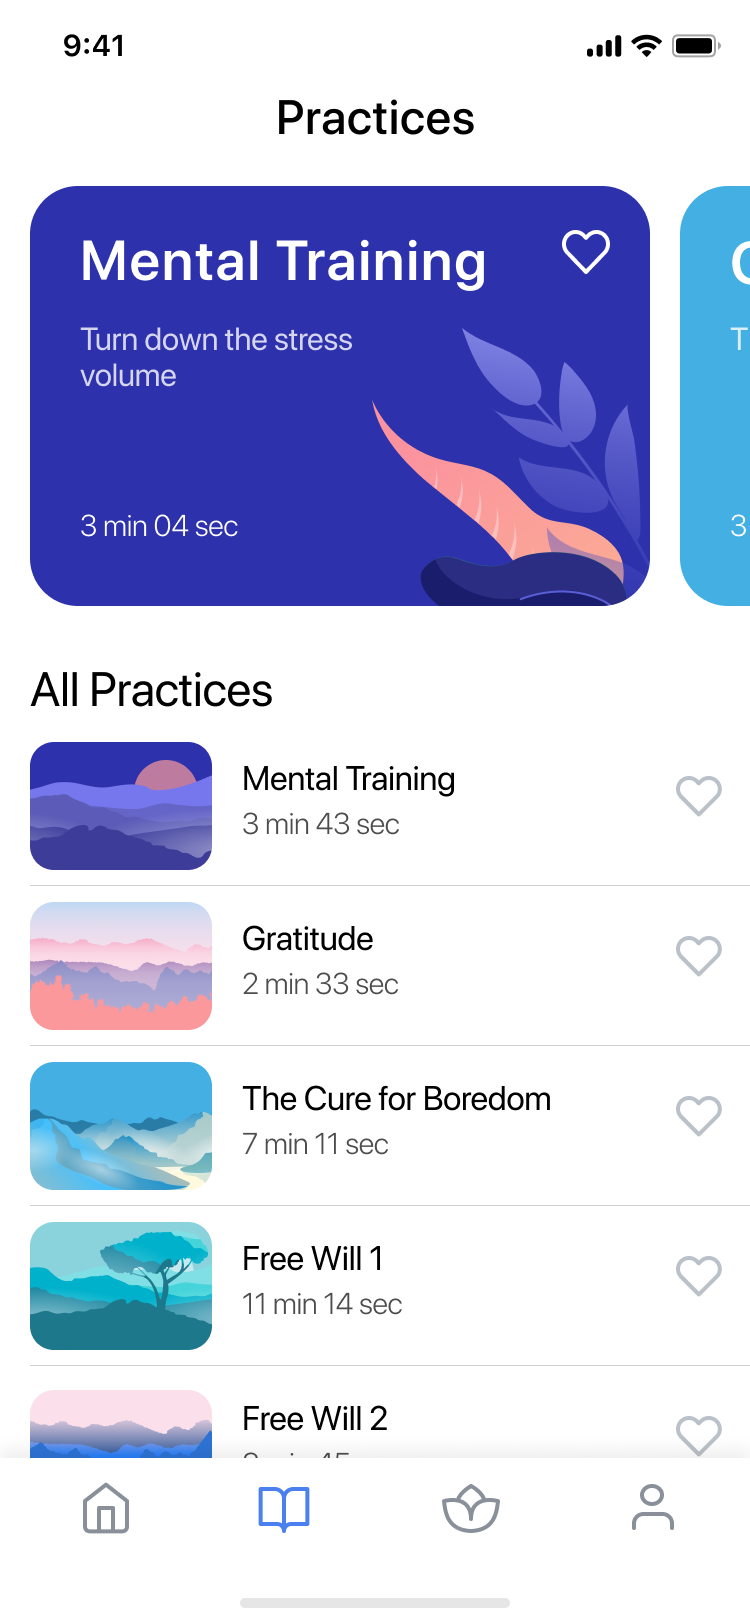 9:41
Practices
Mental Training
Turn down the stress
volume
3 min 04 sec
T
3
All Practices
Mental Training
3 min 43 sec
Gratitude
2 min 33 sec
The Cure for Boredom
7 min 11 sec
Free Will 1
11 min 14 sec
Free Will 2